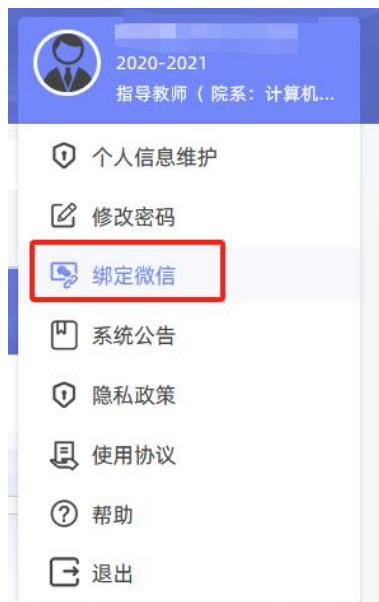 2020-2021
指导教师（院系：计算机...
个人信息维护
修改密码
绑定微信
系统公告
隐私政策
使用协议
帮助
退出